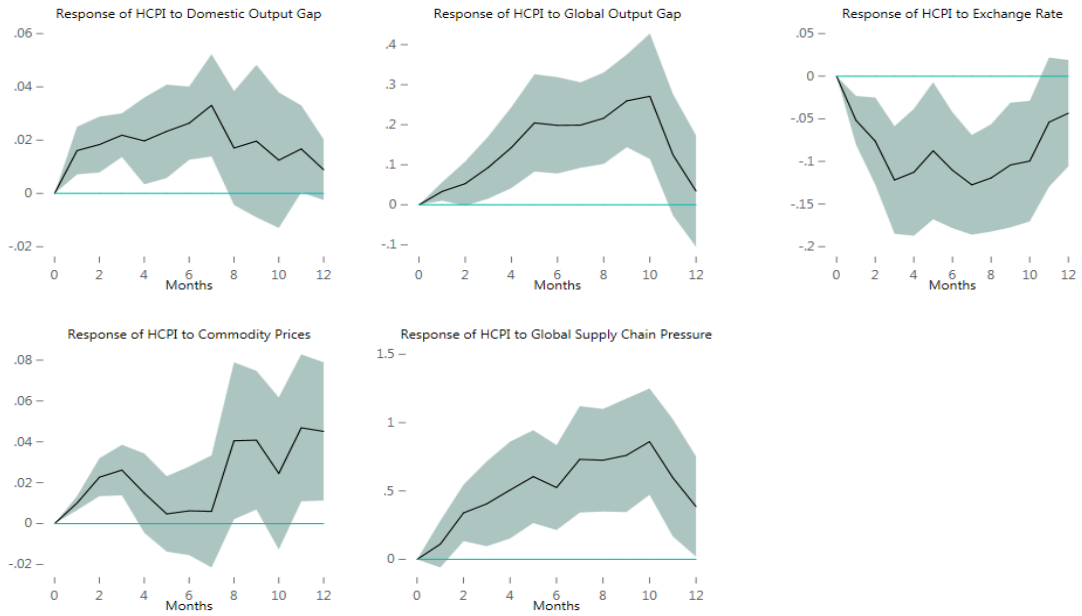 Response of HCPI to Domestic Output Gap
.06
.04
.02
0
-.02
0 2 4 6 8 10 12
Months
Response of HCPI to Global Output Gap
.4
.3
.2
.1
0
-.1
0 2 4 6 8 10 12
Months
Response of HCPI to Exchange Rate
.05
0
-.05
-.1
-.15
-.2
0 2 4 6 8 10 12
Months
Response of HCPI to Commodity Prices
.08
.06
.04
.02
0
-.02
0 2 4 6 8 10 12
Months
Response of HCPI to Global Supply Chain Pressure
1.5
1
.5
0
0 2 4 6 8 10 12
Months